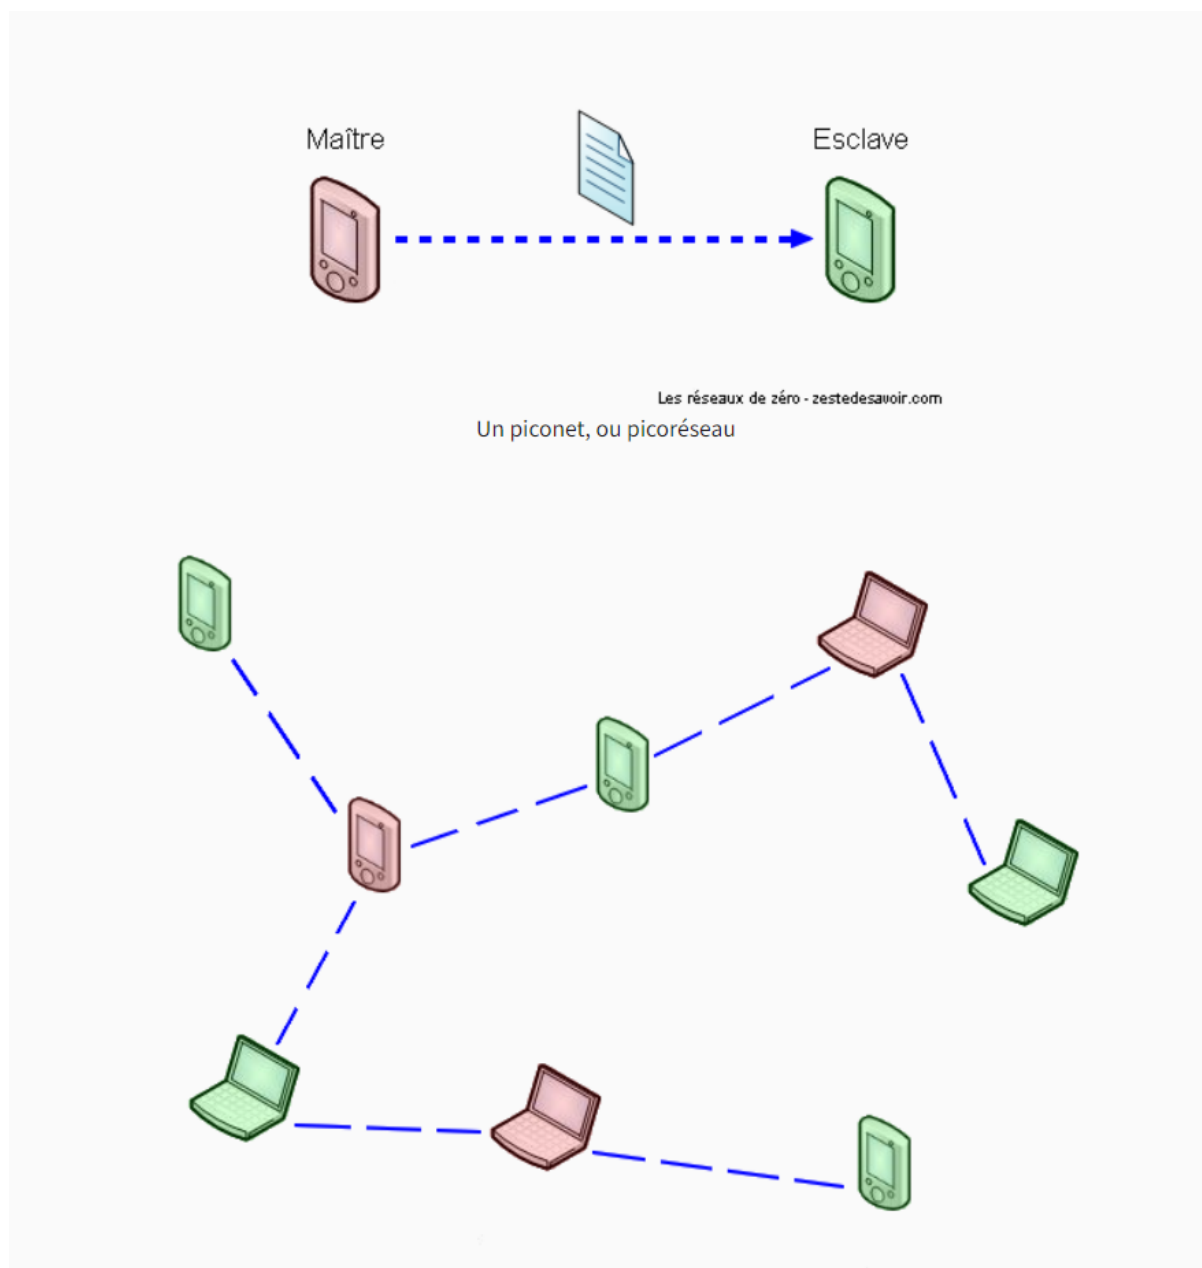 Maître
Esclave
Les réseaux de zéro - zestedesavoir.com
Un piconet, ou picoréseau